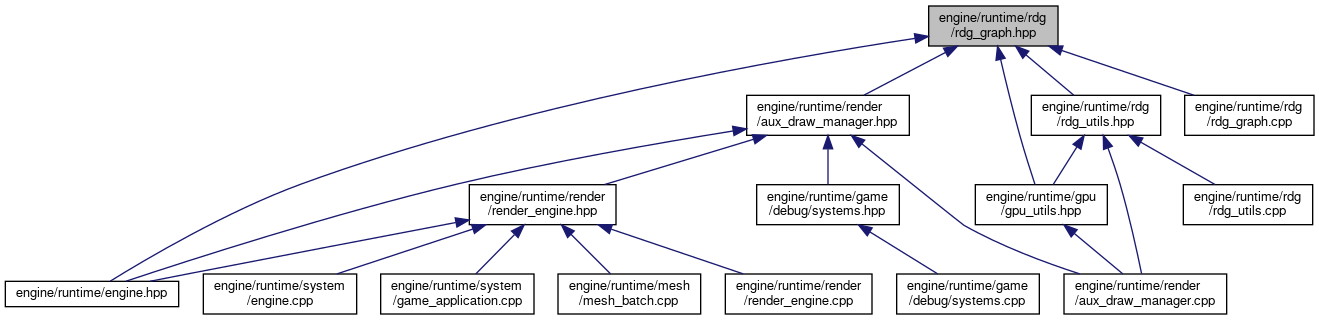 engine/runtime/rdg
/rdg_graph.hpp
engine/runtime/render
/aux_draw_manager.hpp
engine/runtime/rdg
/rdg_utils.hpp
engine/runtime/rdg
/rdg_graph.cpp
engine/runtime/render
/render_engine.hpp
engine/runtime/game
/debug/systems.hpp
engine/runtime/gpu
/gpu_utils.hpp
engine/runtime/rdg
/rdg_utils.cpp
engine/runtime/engine.hpp
engine/runtime/system
/engine.cpp
engine/runtime/system
/game_application.cpp
engine/runtime/mesh
/mesh_batch.cpp
engine/runtime/render
/render_engine.cpp
engine/runtime/game
/debug/systems.cpp
engine/runtime/render
/aux_draw_manager.cpp